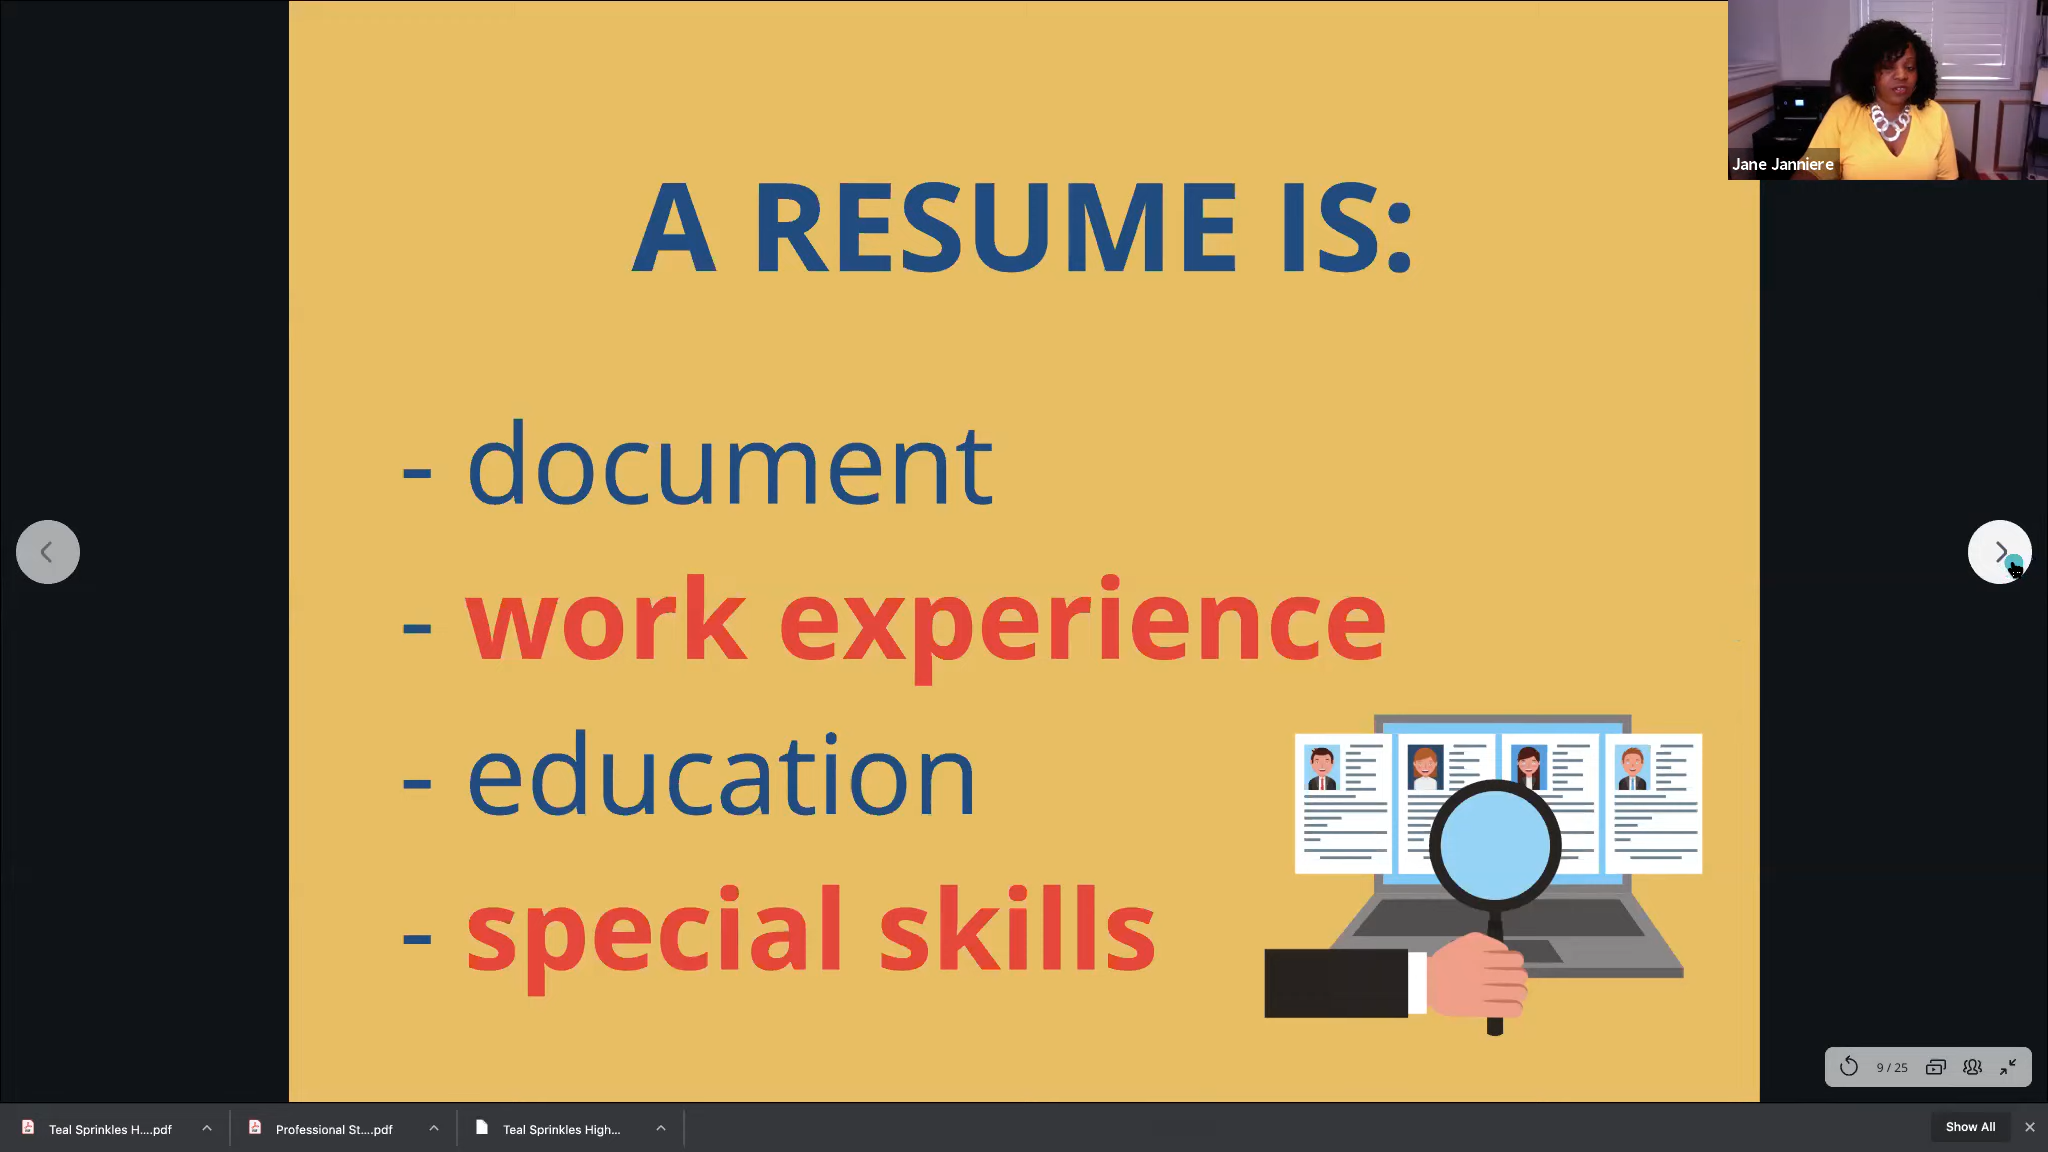 Jane Janniere
A RESUME IS:
- document
- work experience
- education
- special skills
9 / 25
Teal Sprinkles H....pdf
Professional St....pdf
Teal Sprinkles High...
Show All